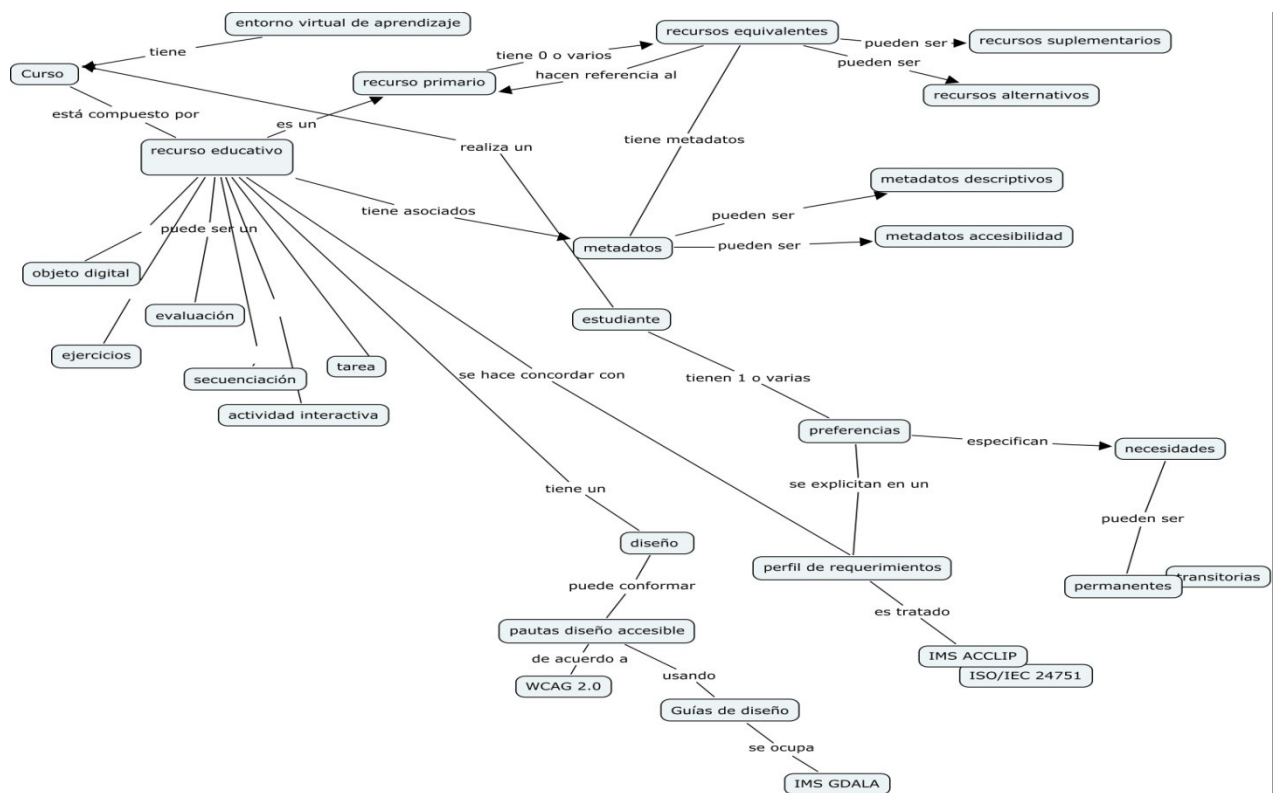 entorno virtual de aprendizaje
recursos equivalentes
recursos suplementarios
pueden ser
tiene
tiene 0 o varios
pueden ser
Curso
recurso primario
hacen referencia al
recursos alternativos
está compuesto por
es un
recurso educativo
realiza un
tiene metadatos
metadatos descriptivos
tiene asociados
pueden ser
puede ser un
metadatos
pueden ser
metadatos accesibilidad
objeto digital
evaluación
estudiante
ejercicios
tarea
secuenciación
se hace concordar con
tienen 1 o varias
actividad interactiva
preferencias
especifican
necesidades
tiene un
se explicitan en un
pueden ser
diseño
perfil de requerimientos
permanentes
transitorias
puede conformar
es tratado
pautas diseño accesible
IMS ACCLIP
de acuerdo a
ISO/IEC 24751
usando
WCAG 2.0
Guías de diseño
se ocupa
IMS GDALA